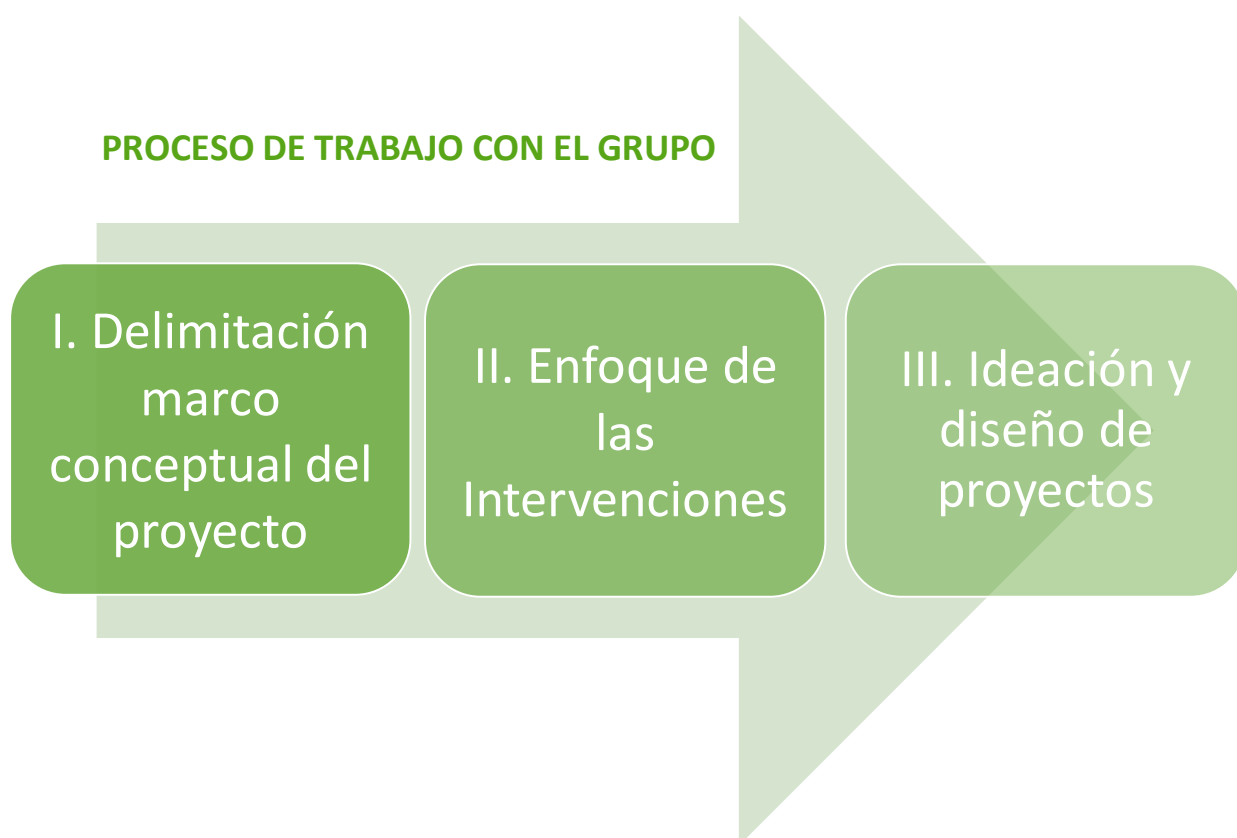 PROCESO DE TRABAJO CON EL GRUPO
I. Delimitación
marco
conceptual del
proyecto
II. Enfoque de
las
Intervenciones
III. Ideación y
diseño de
proyectos